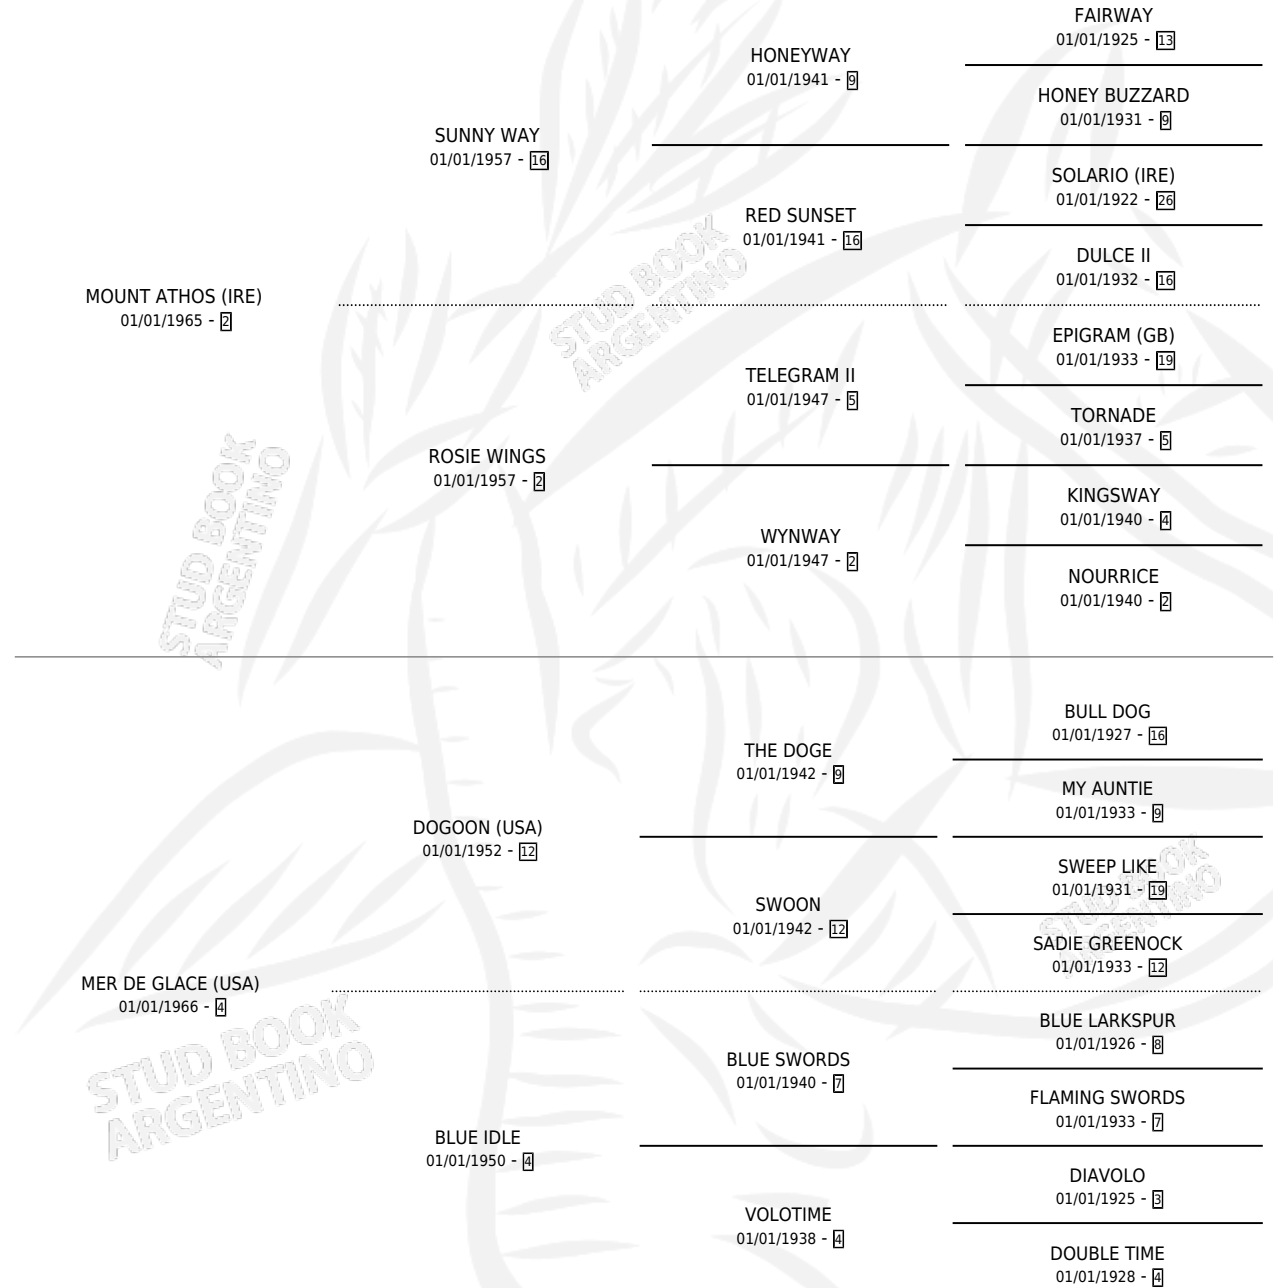 FAIRWAY
01/01/1925 - 13
HONEYWAY
01/01/1941 - 9
HONEY BUZZARD
01/01/1931 - 9
SUNNY WAY
01/01/1957 - 16
SOLARIO (IRE)
01/01/1922 - 26
RED SUNSET
01/01/1941 - 16
DULCE II
01/01/1932 - 16
MOUNT ATHOS (IRE)
01/01/1965 - 2
STUD BOOK
ARGENTINO
EPIGRAM (GB)
01/01/1933 - 19
TELEGRAM II
01/01/1947 - 5
TORNADE
01/01/1937 - 5
ROSIE WINGS
01/01/1957 - 2
KINGSWAY
01/01/1940 - 4
WYNWAY
01/01/1947 - 2
NOURRICE
01/01/1940 - 2
STUD BOOK
ARGENTINO
BULL DOG
01/01/1927 - 16
THE DOGE
01/01/1942 - 9
MY AUNTIE
01/01/1933 - 9
DOGOON (USA)
01/01/1952 - 12
SWEEP LIKE
01/01/1931 - 19
SWOON
01/01/1942 - 12
SADIE GREENOCK
01/01/1933 - 12
STUD BOOK
ARGENTINO
MER DE GLACE (USA)
01/01/1966 - 4
BLUE LARKSPUR
01/01/1926 - 8
BLUE SWORDS
01/01/1940 - 7
FLAMING SWORDS
01/01/1933 - 7
STUD BOOK
ARGENTINO
BLUE IDLE
01/01/1950 - 4
DIAVOLO
01/01/1925 - 3
VOLOTIME
01/01/1938 - 4
DOUBLE TIME
01/01/1928 - 4